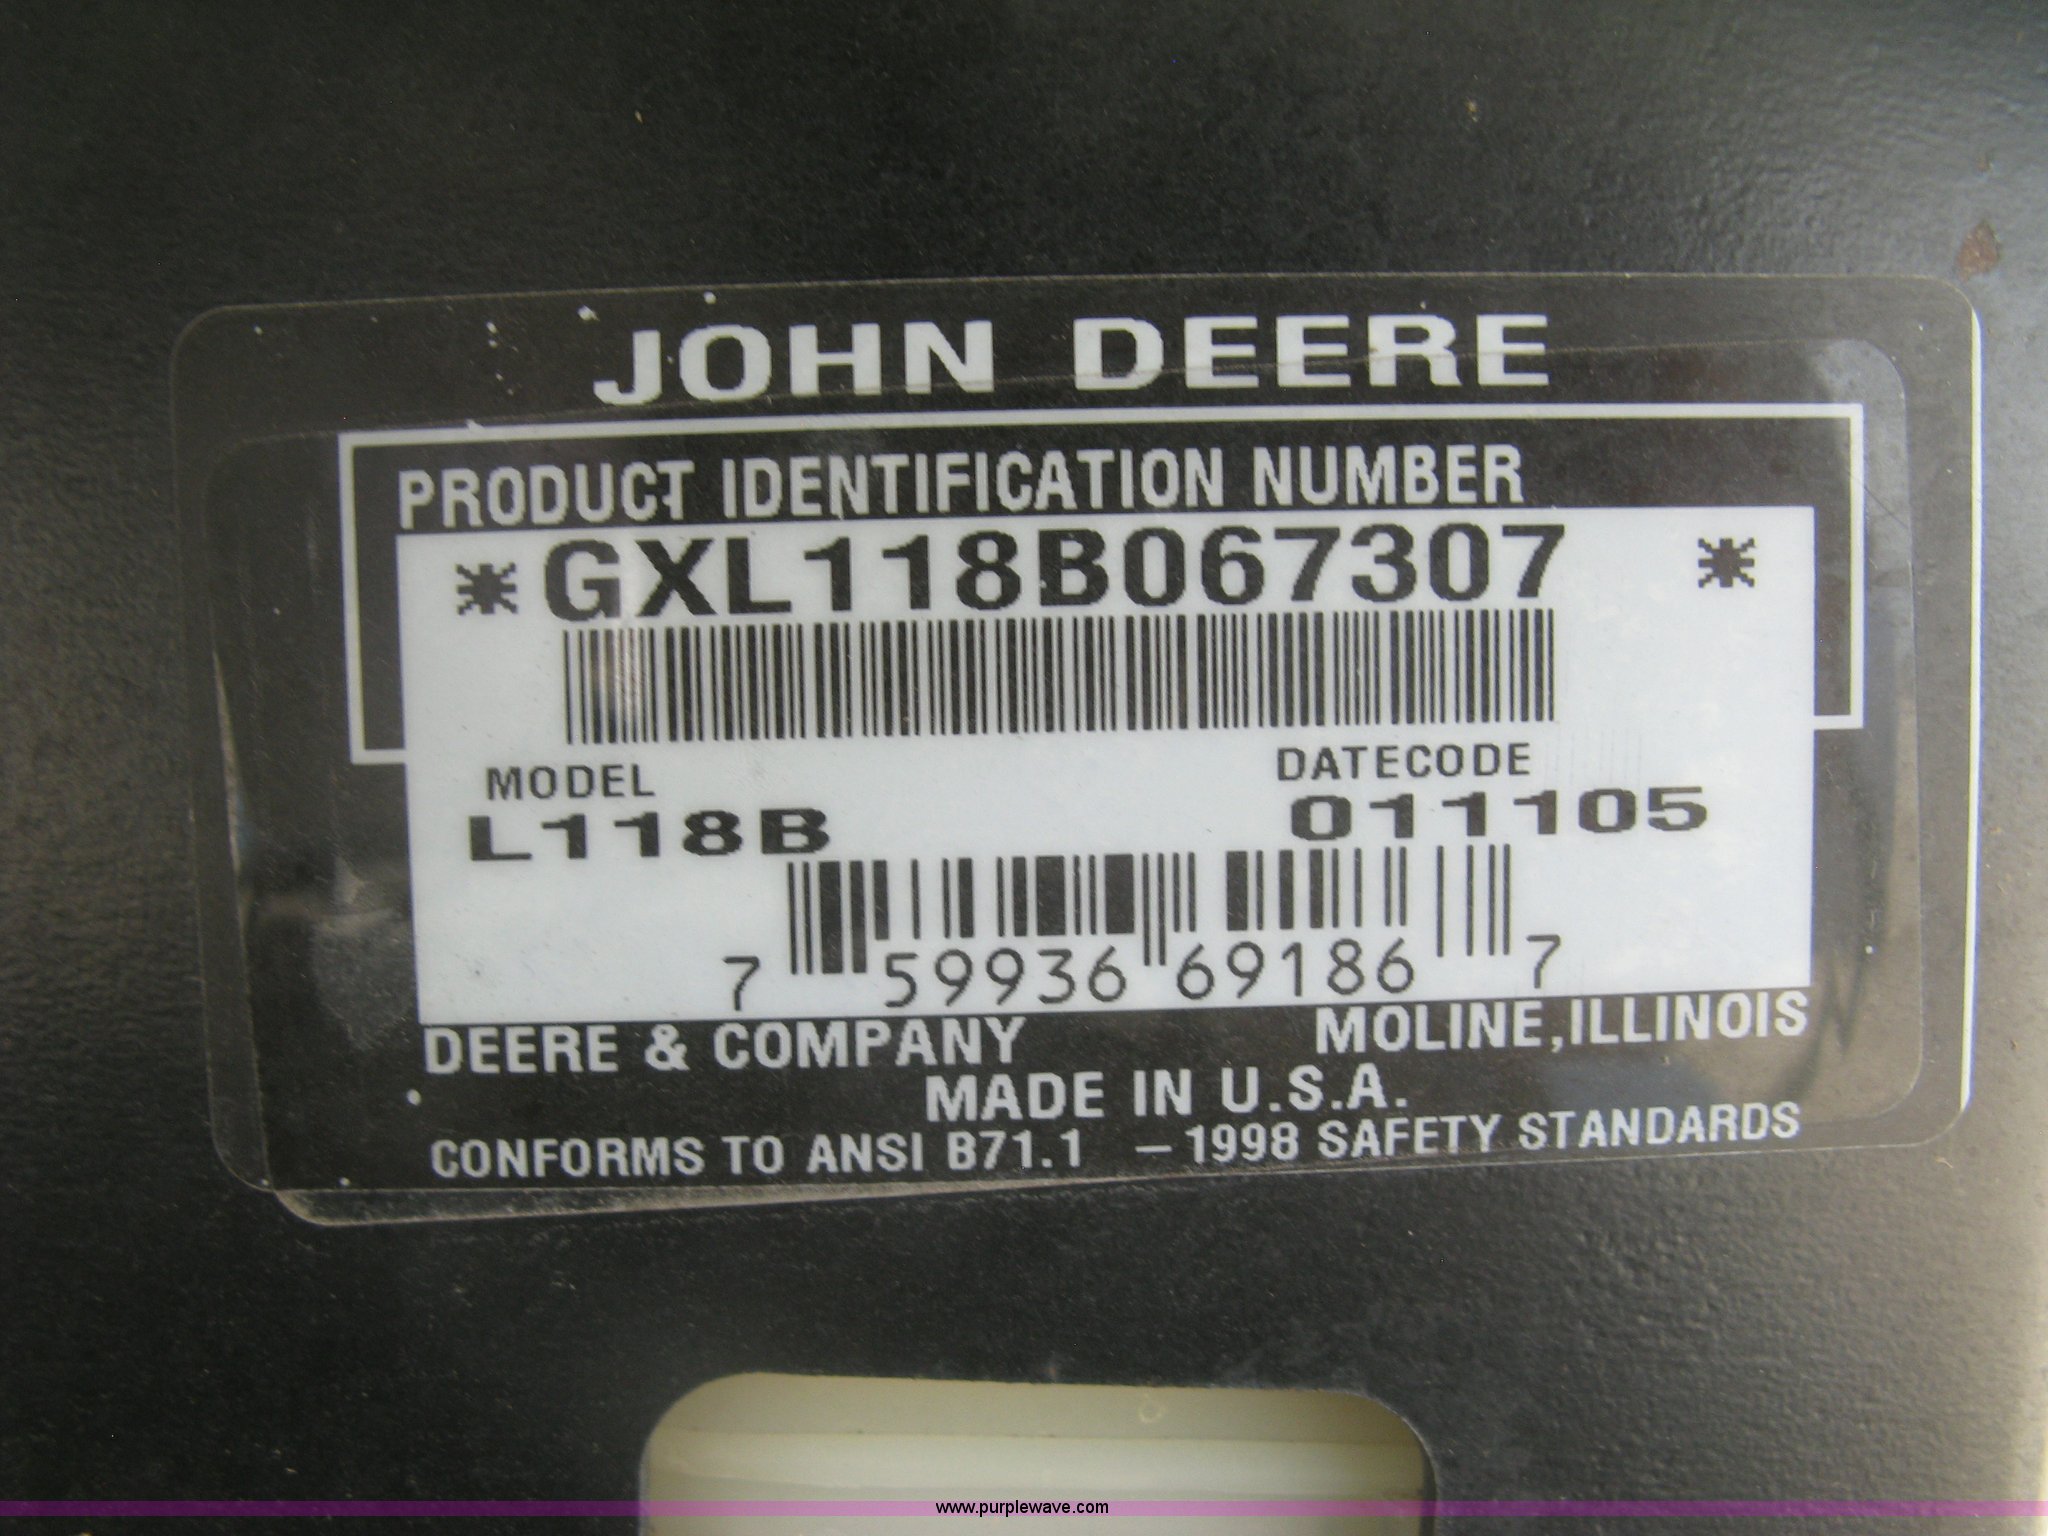 JOHN DEERE
PRODUCT IDENTIFICATION NUMBER
*GXL118B067307 *
MODEL DATECODE
L118B 011105
7 59936 69186 7
DEERE & COMPANY MOLINE,ILLINOIS
MADE IN U.S.A.
CONFORMS TO ANSI B71.1 -1998 SAFETY STANDARDS
www.purplewave.com